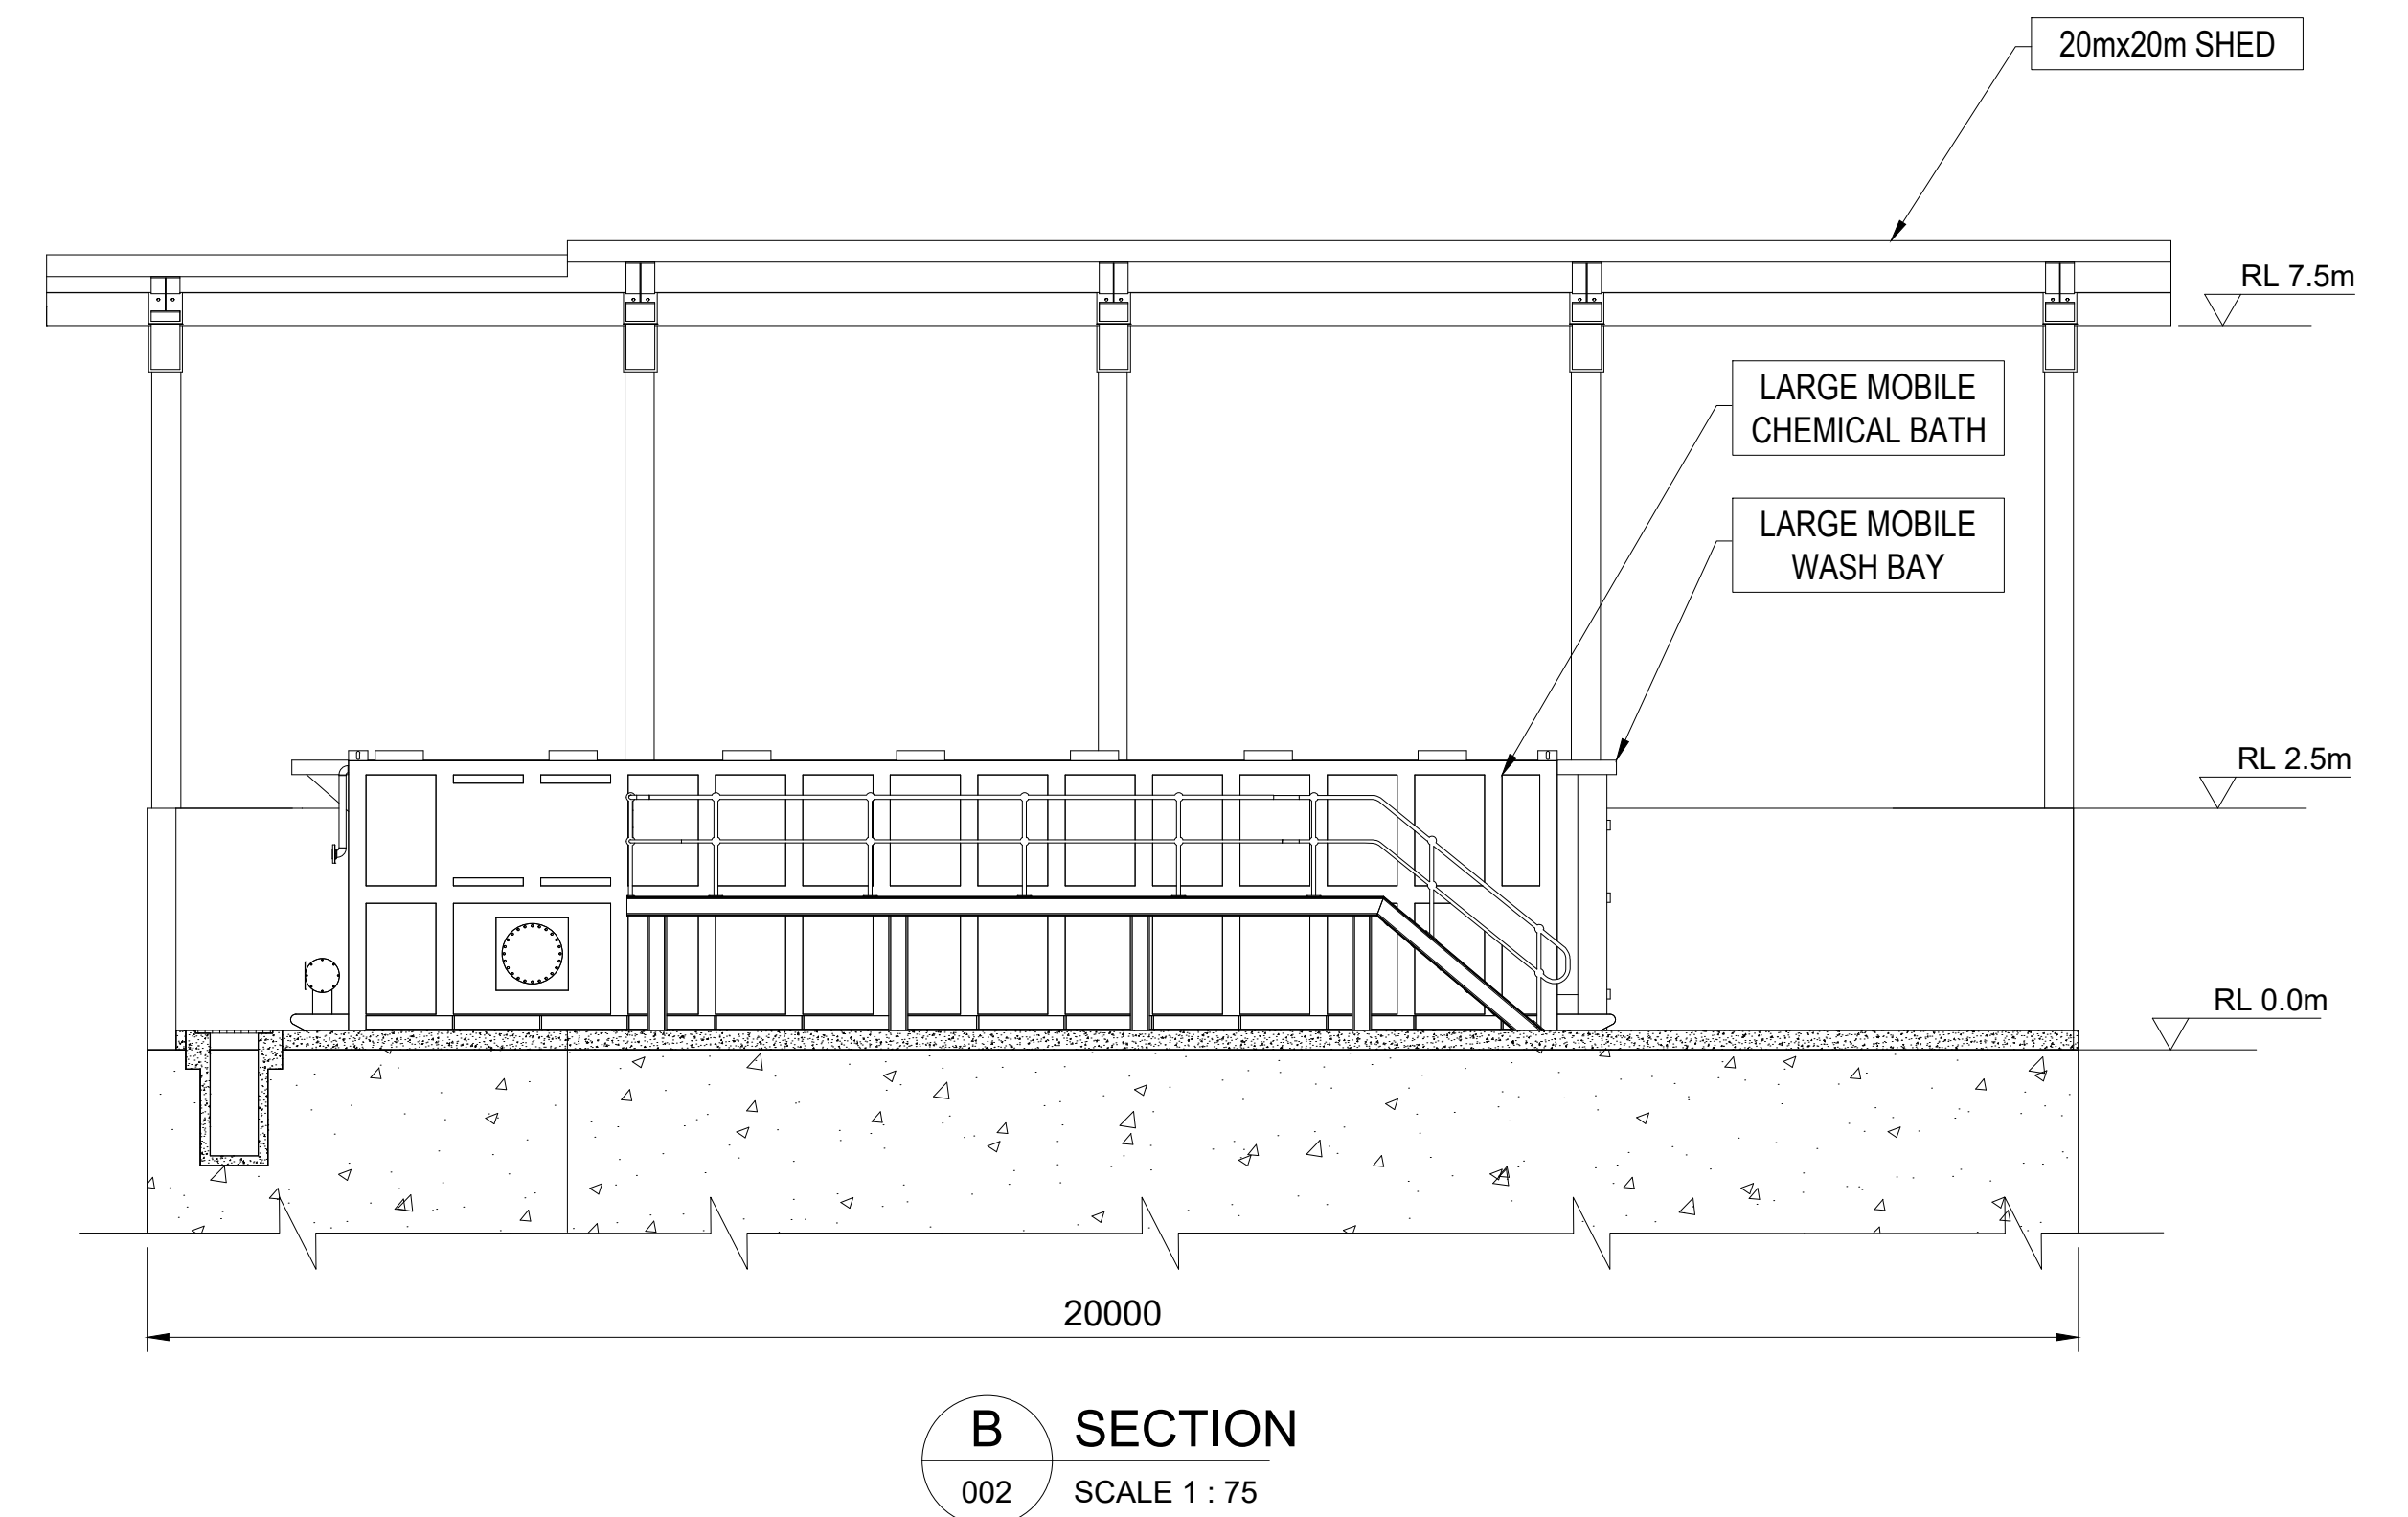 20mx20m SHED
RL 7.5m
LARGE MOBILE
CHEMICAL BATH
LARGE MOBILE
WASH BAY
RL 2.5m
RL 0.0m
20000
B
SECTION
002
SCALE 1 : 75